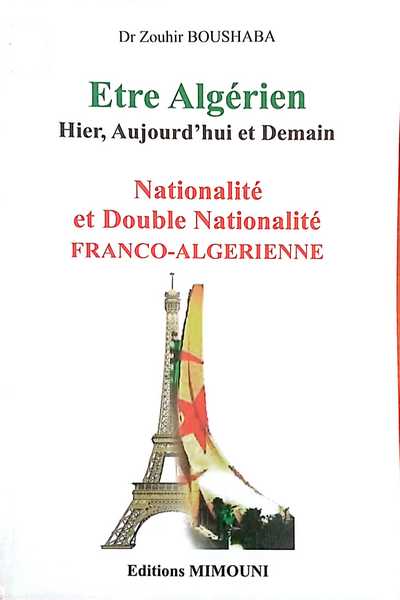 Dr Zouhir BOUSHABA
Etre Algérien
Hier, Aujourd'hui et Demain
Nationalité
et Double Nationalité
FRANCO-ALGERIENNE
Editions MIMOUNI